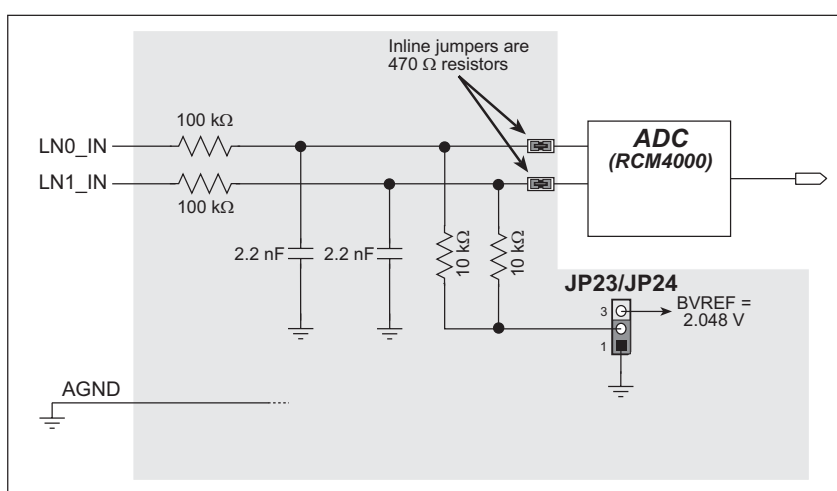 Inline jumpers are
470 Ω resistors
100 kΩ
LN0_IN
LN1_IN
100 kΩ
ADC
(RCM4000)
2.2 nF
2.2 nF
10 kΩ
10 kΩ
JP23/JP24
3
BVREF =
2.048 V
1
AGND